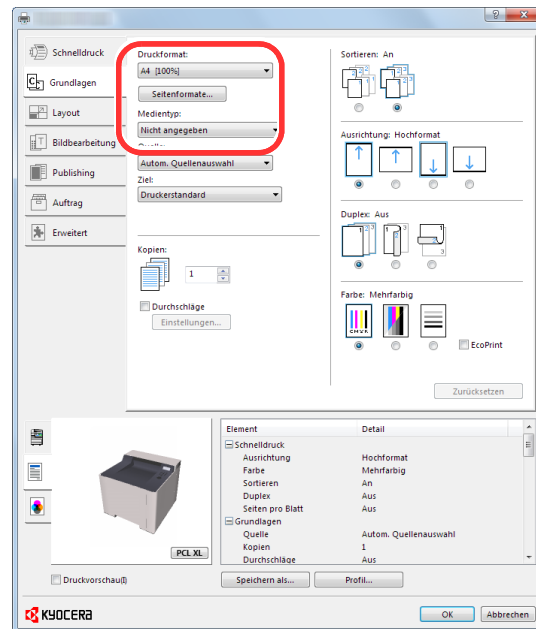 Schnelldruck
Grundlagen
Layout
Bildbearbeitung
Publishing
Auftrag
Erweitert
Druckformat:
A4 [100%]
Seitenformate...
Medientyp:
Nicht angegeben
Autom. Quellenauswahl
Ziel:
Druckerstandard
Kopien:
1
Durchschläge
Einstellungen...
Sortieren: An
Ausrichtung: Hochformat
Duplex: Aus
Farbe: Mehrfarbig
CMYK
EcoPrint
Zurücksetzen
PCL XL
Element Detail
Schnelldruck
Ausrichtung Hochformat
Farbe Mehrfarbig
Sortieren An
Duplex Aus
Seiten pro Blatt Aus
Grundlagen
Quelle Autom. Quellenauswahl
Kopien 1
Durchschläge Aus
Druckvorschau(I)
Speichern als... Profil...
KYOCERA
OK Abbrechen